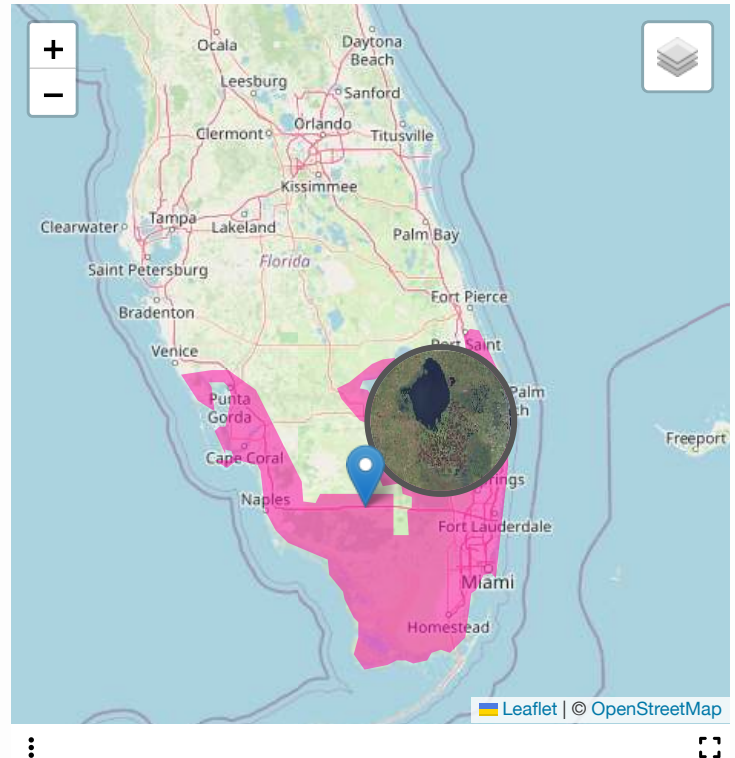 +
−
Ocala
Daytona
Beach
Leesburg
Sanford
Orlando
Clermont
Titusville
Kissimmee
Tampa
Clearwater
Lakeland
Palm Bay
Florida
Saint Petersburg
Fort Pierce
Bradenton
Port Saint
Venice
Palm
Punta
Gorda
Freeport
Cape Coral
Naples
Fort Lauderdale
Miami
Homestead
Leaflet | © OpenStreetMap